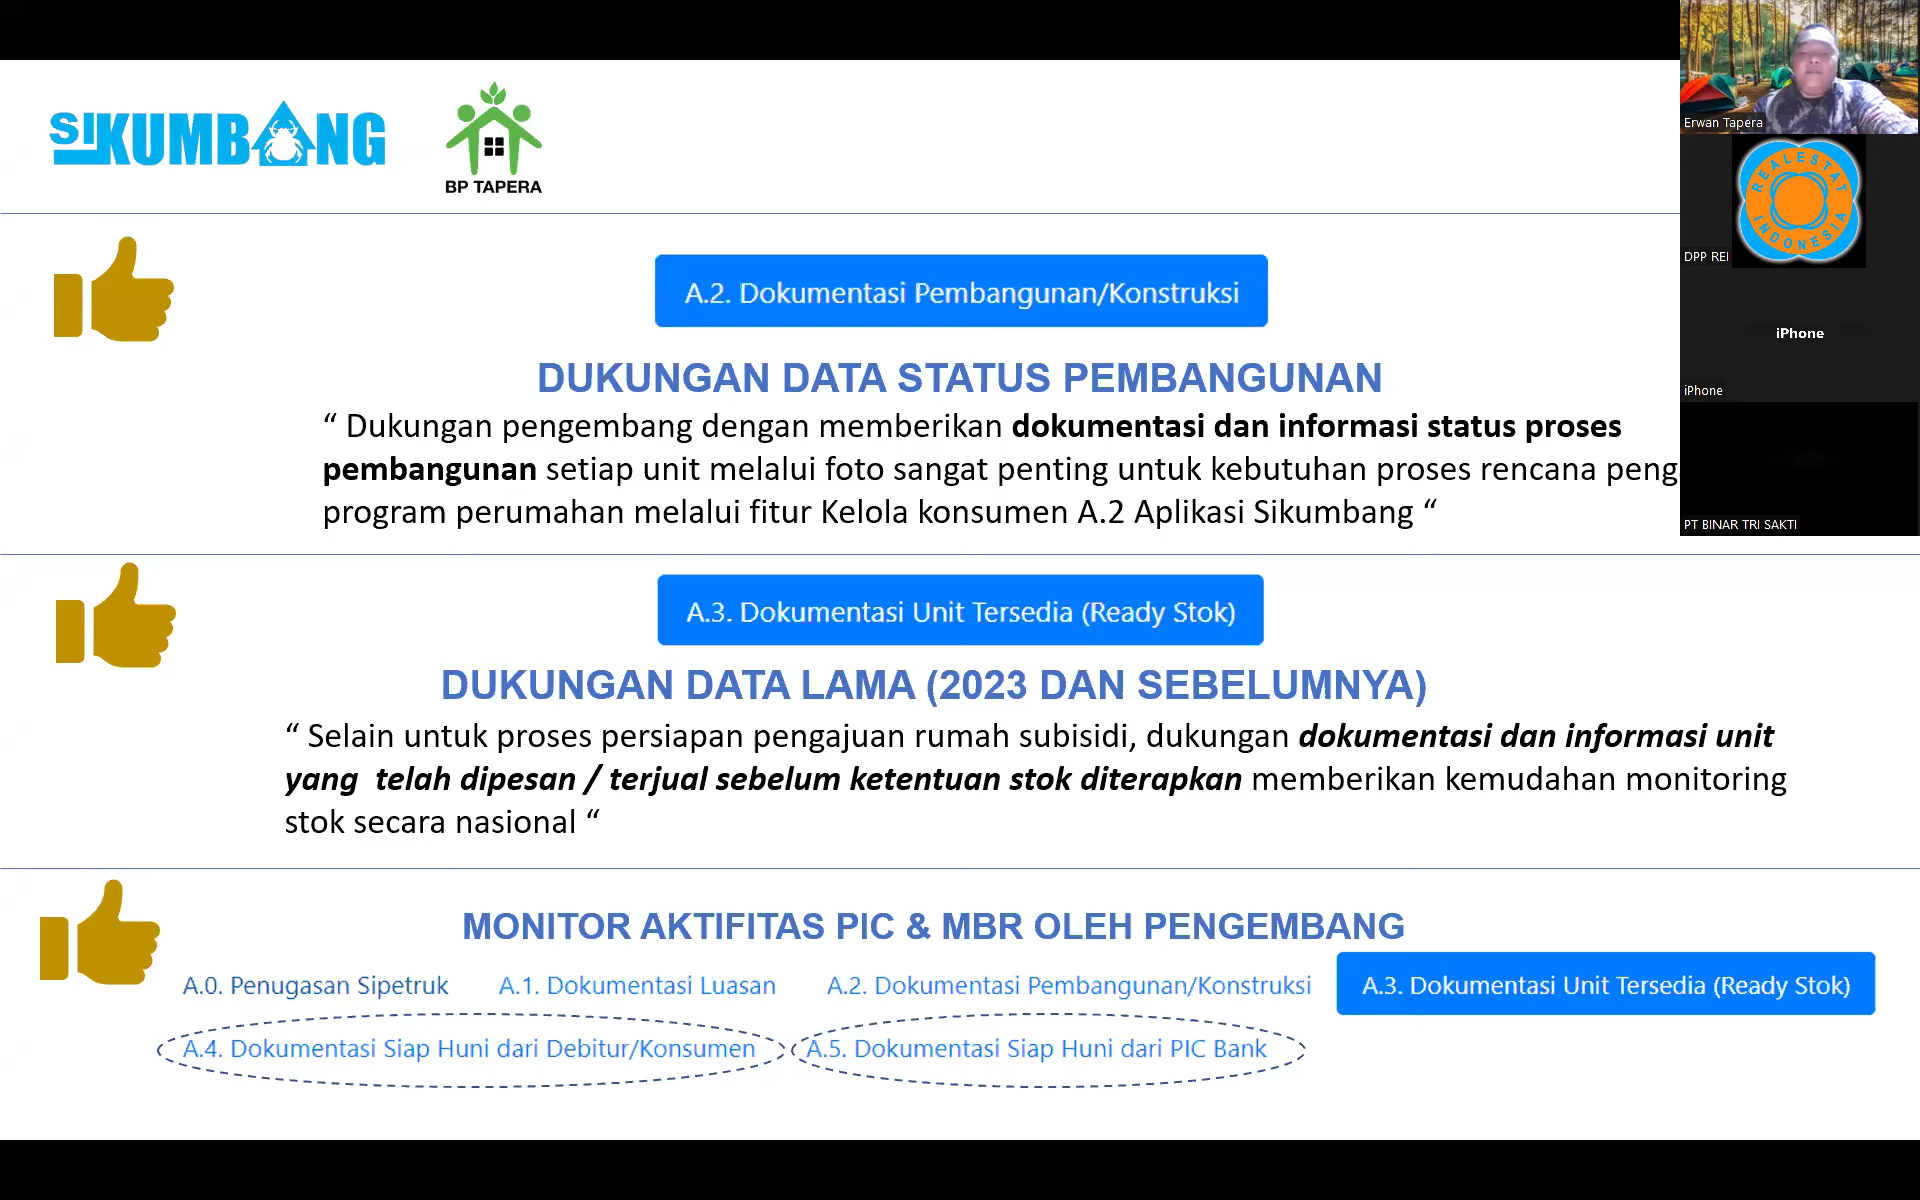 SIKUMBANG
BP TAPERA
A.2. Dokumentasi Pembangunan/Konstruksi
DUKUNGAN DATA STATUS PEMBANGUNAN
“ Dukungan pengembang dengan memberikan dokumentasi dan informasi status proses
pembangunan setiap unit melalui foto sangat penting untuk kebutuhan proses rencana peng
program perumahan melalui fitur Kelola konsumen A.2 Aplikasi Sikumbang “
A.3. Dokumentasi Unit Tersedia (Ready Stok)
DUKUNGAN DATA LAMA (2023 DAN SEBELUMNYA)
“ Selain untuk proses persiapan pengajuan rumah subisidi, dukungan dokumentasi dan informasi unit
yang telah dipesan / terjual sebelum ketentuan stok diterapkan memberikan kemudahan monitoring
stok secara nasional “
MONITOR AKTIFITAS PIC & MBR OLEH PENGEMBANG
A.0. Penugasan Sipetruk A.1. Dokumentasi Luasan A.2. Dokumentasi Pembangunan/Konstruksi A.3. Dokumentasi Unit Tersedia (Ready Stok)
A.4. Dokumentasi Siap Huni dari Debitur/Konsumen A.5. Dokumentasi Siap Huni dari PIC Bank
Erwan Tapera
REALESTAT
INDONESIA
DPP REI
iPhone
iPhone
PT BINAR TRI SAKTI